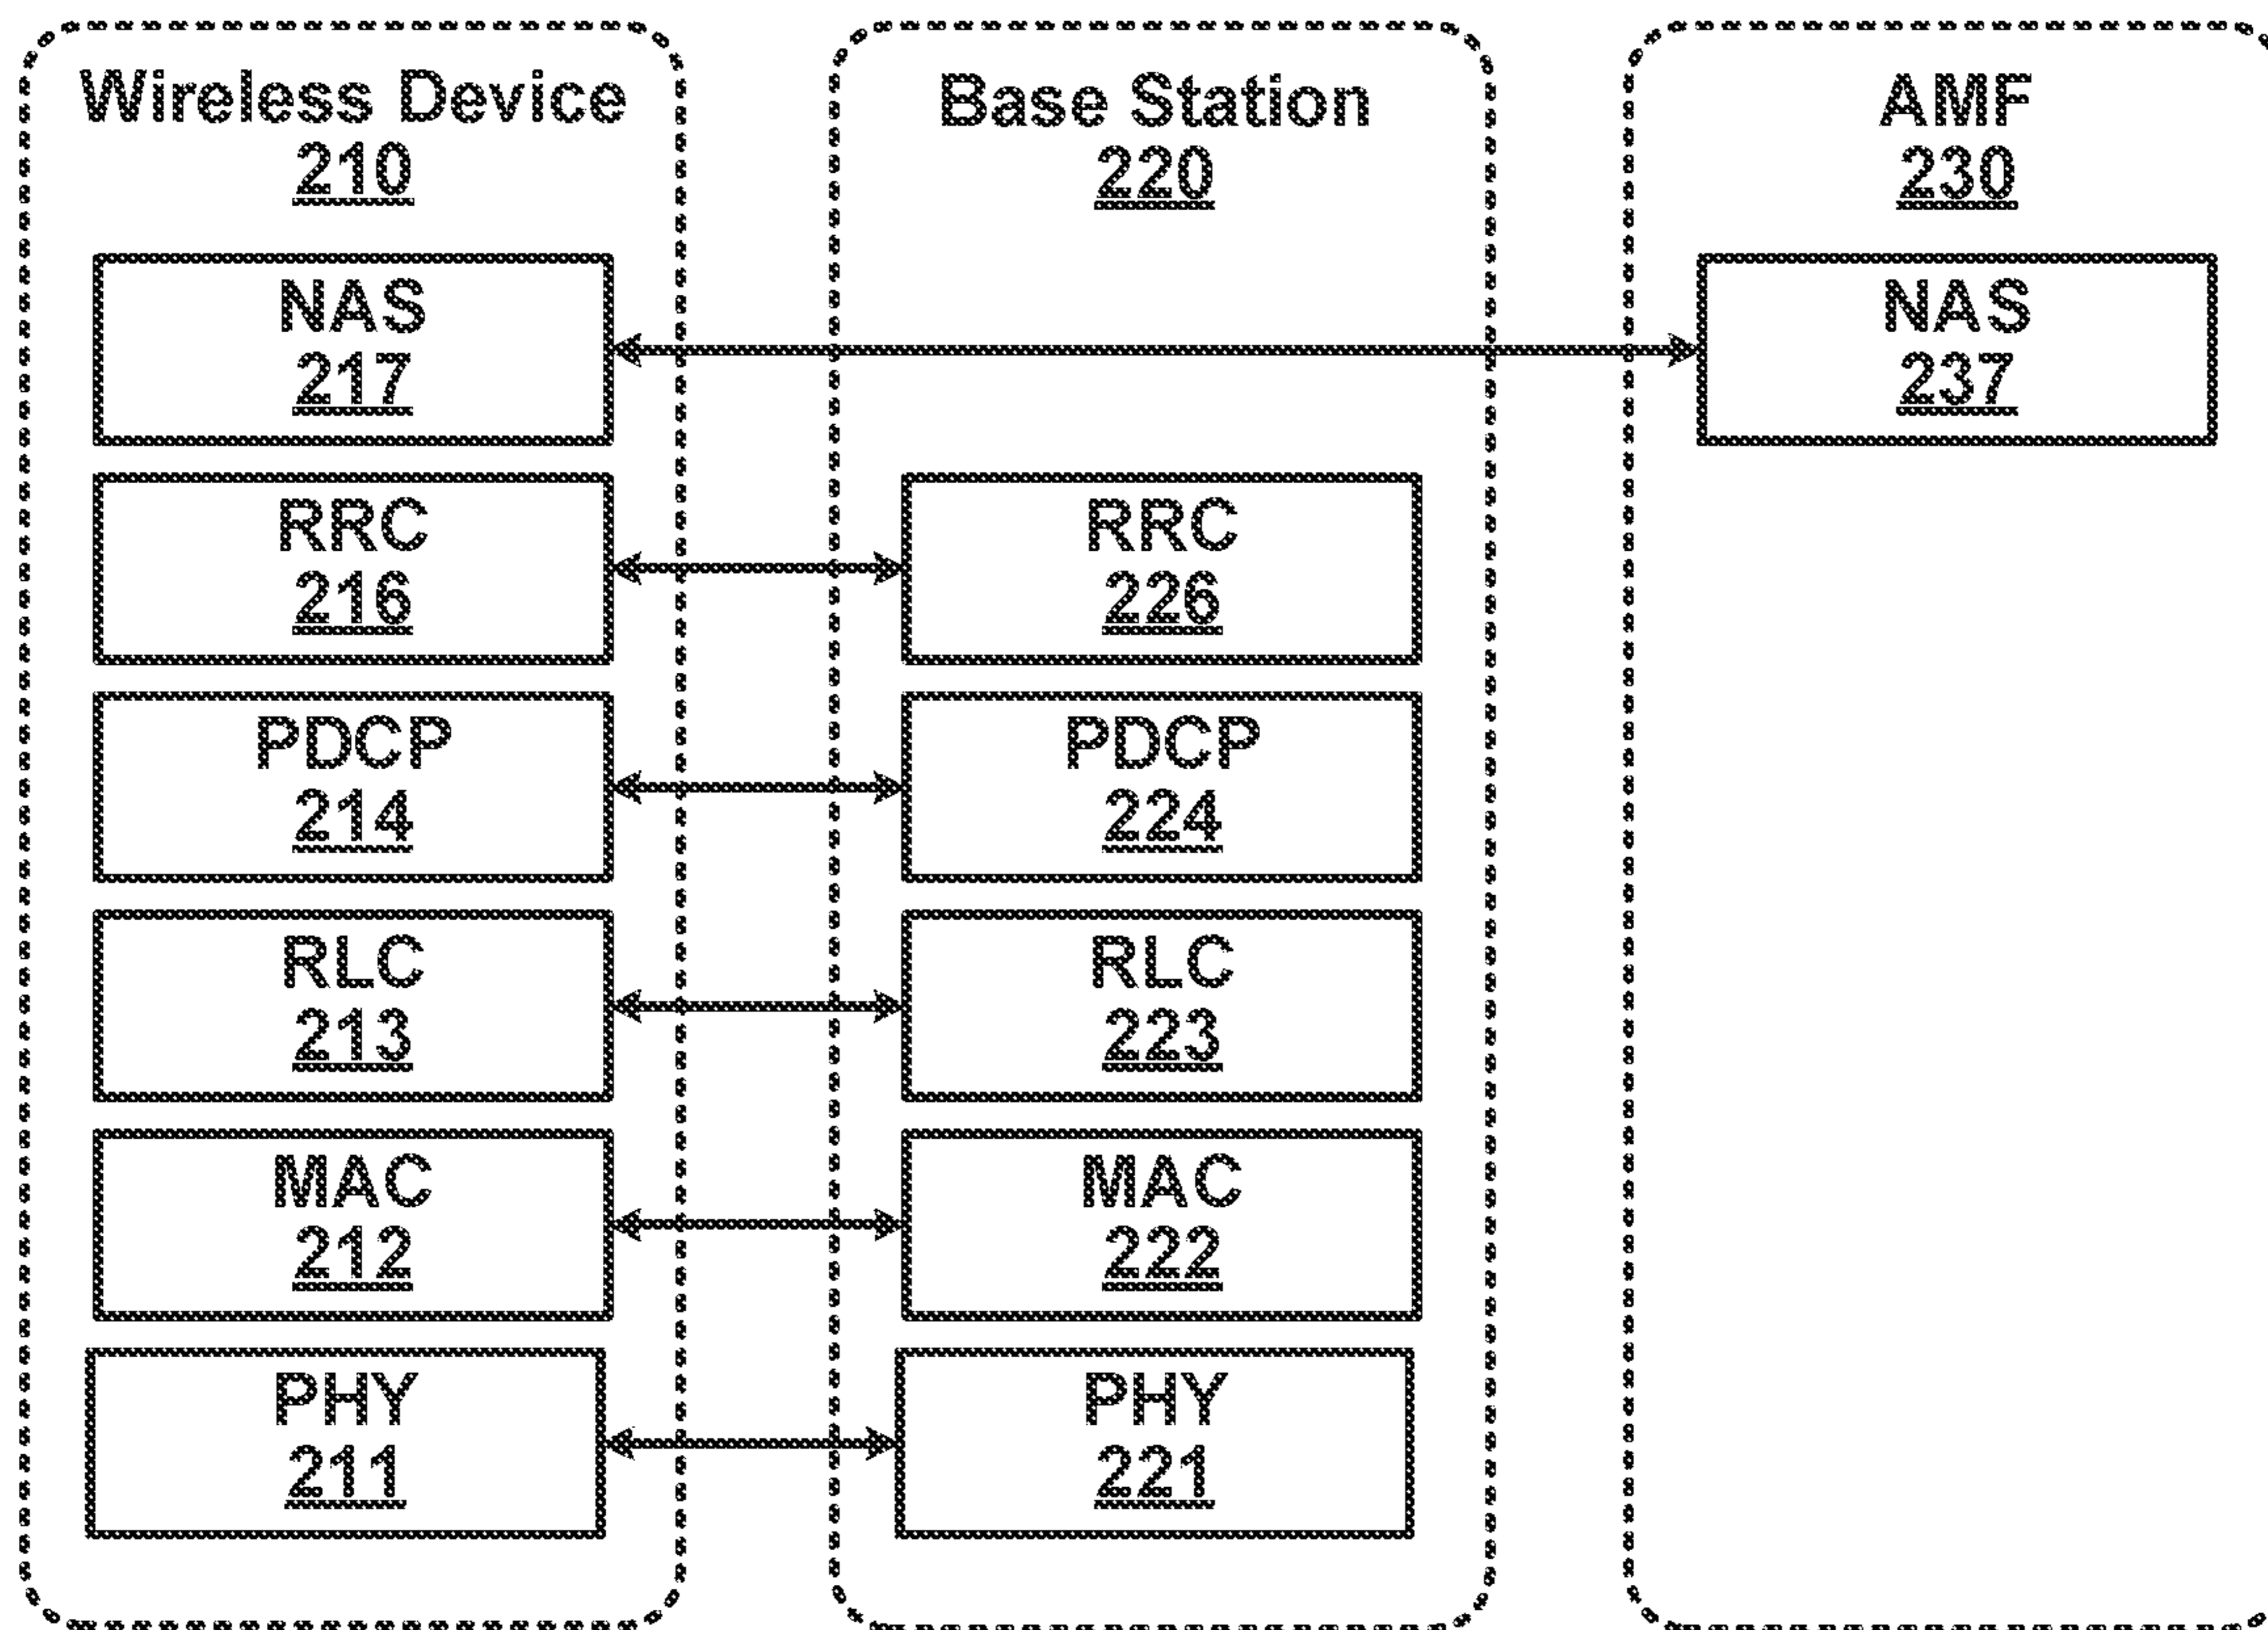 Wireless Device
210
NAS
217
RRC
216
PDCP
214
RLC
213
MAC
212
PHY
211
Base Station
220
RRC
226
PDCP
224
RLC
223
MAC
222
PHY
221
AMF
230
NAS
237